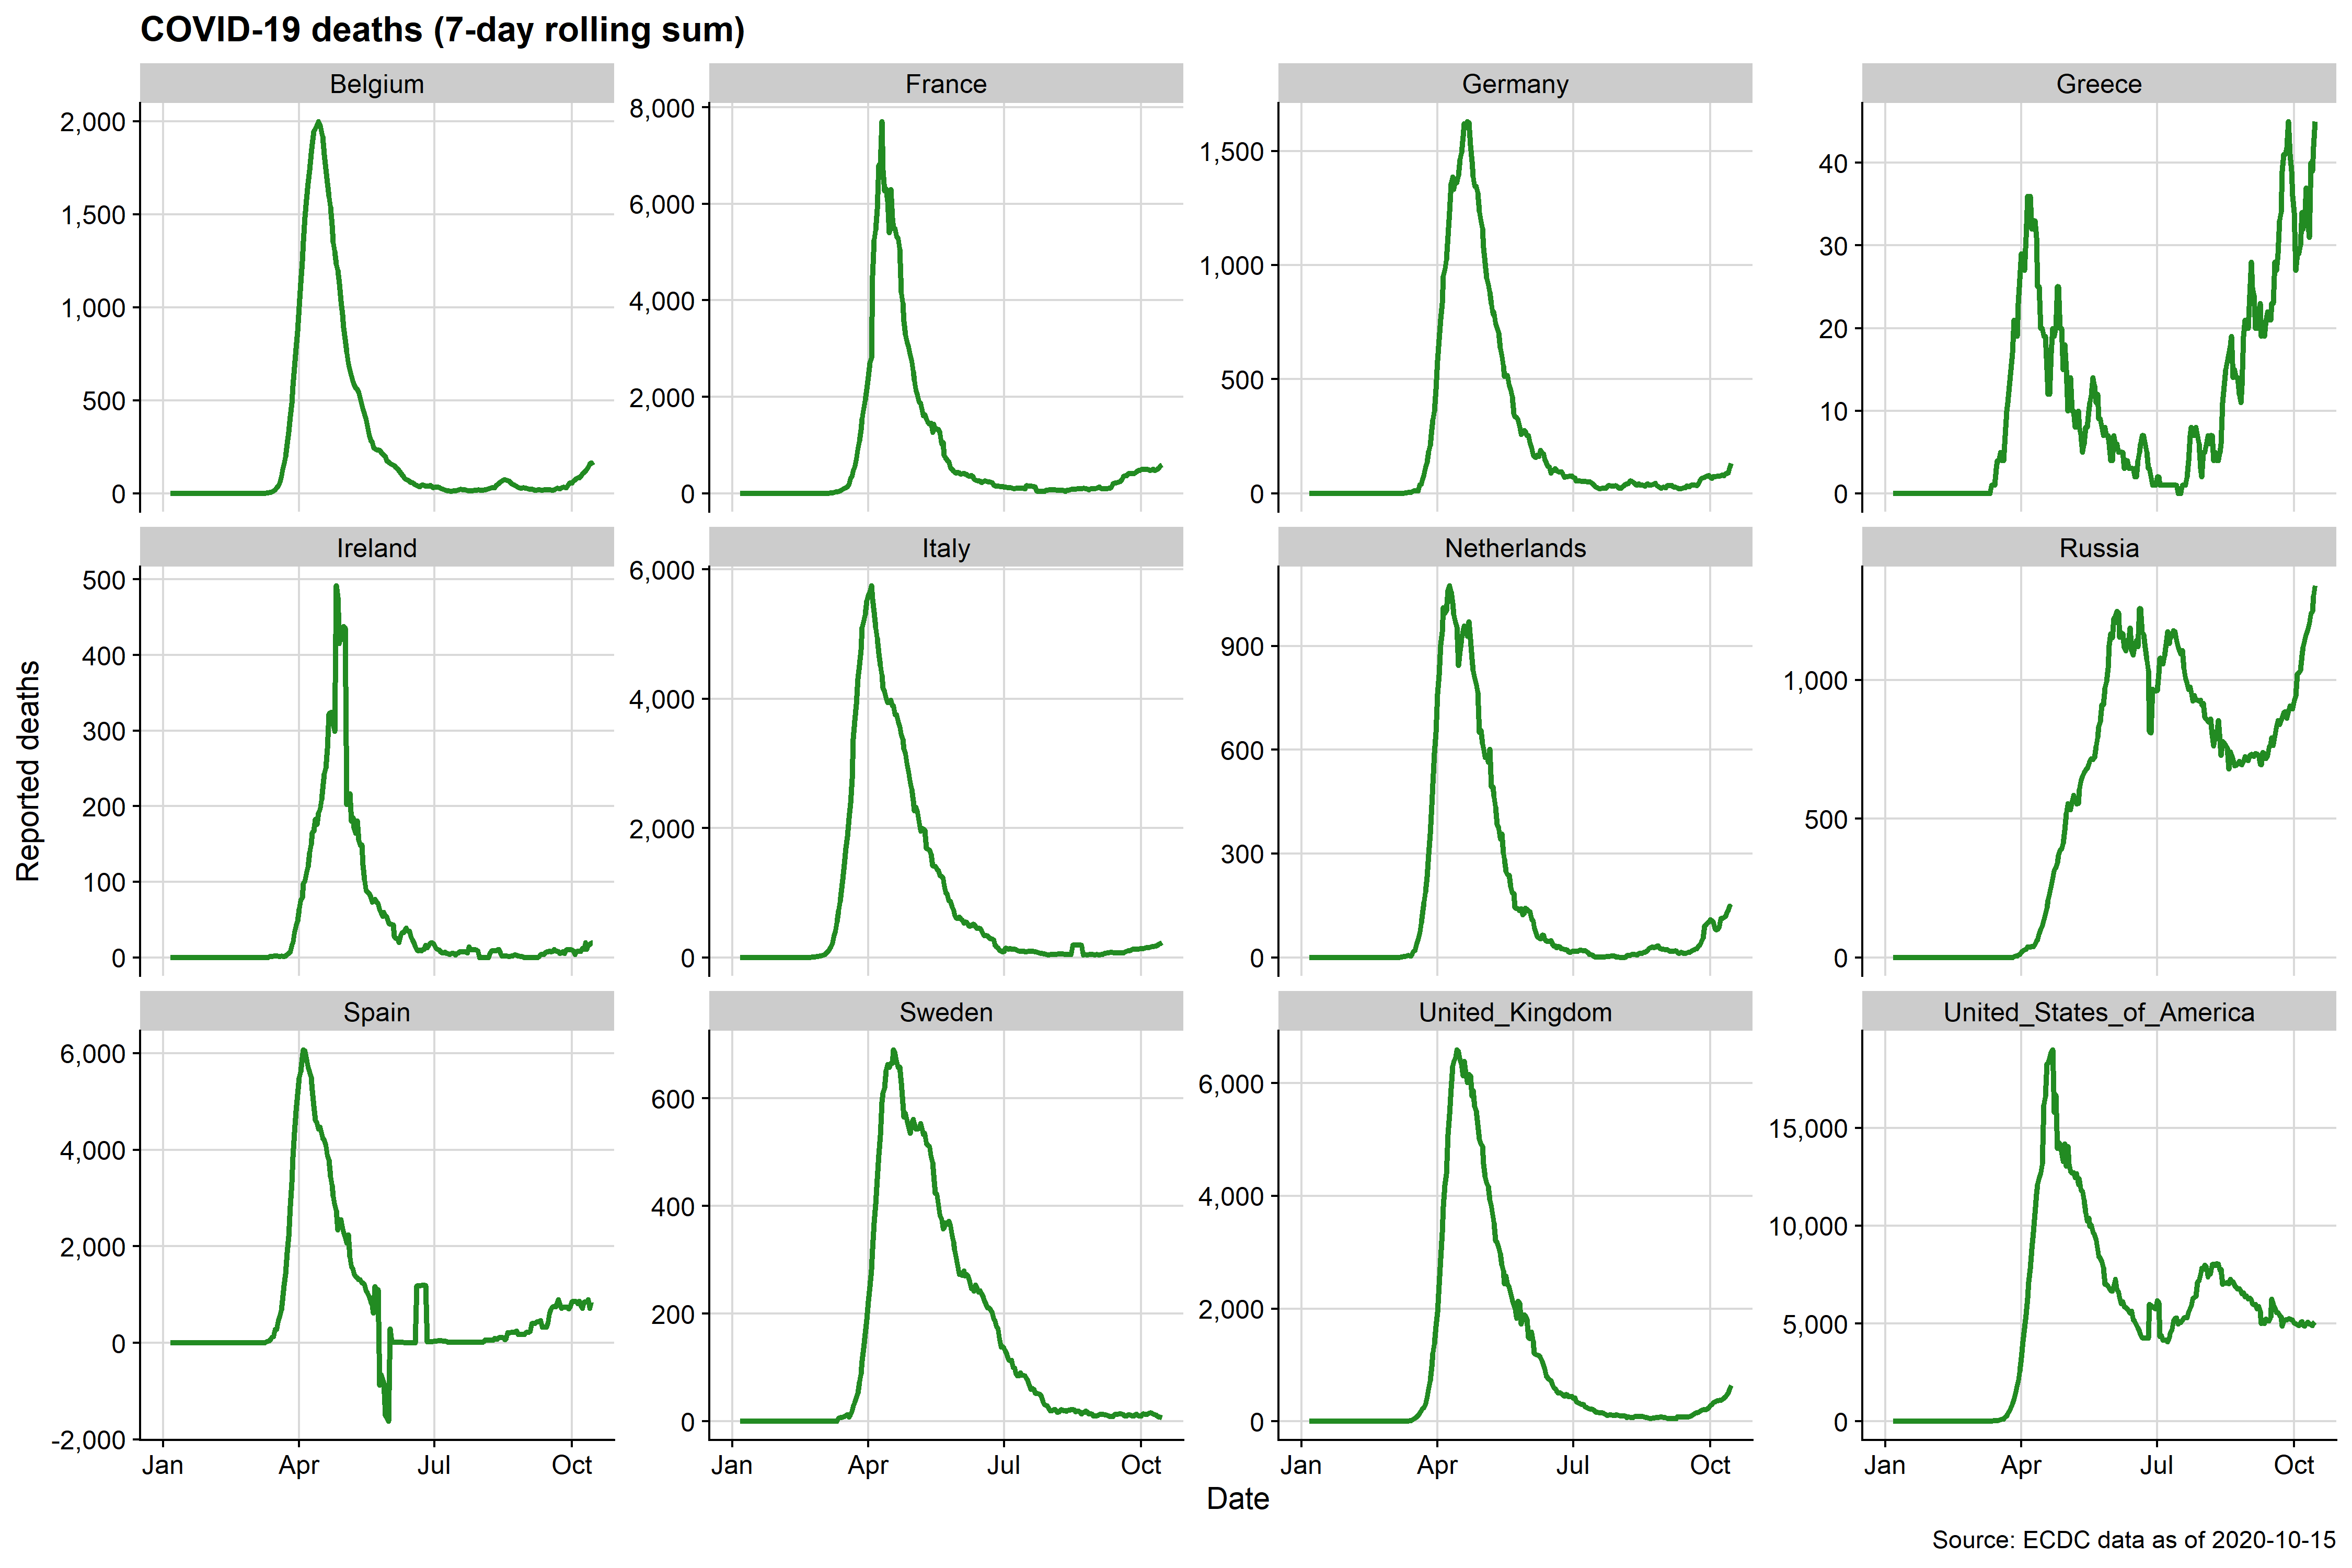 COVID-19 deaths (7-day rolling sum)
Belgium
France
Germany
Greece
2,000
1,500
1,000
500
0
8,000
6,000
4,000
2,000
0
1,500
1,000
500
0
40
30
20
10
0
Ireland
Italy
Netherlands
Russia
500
400
300
200
100
0
6,000
4,000
2,000
0
900
600
300
0
1,000
500
0
Reported deaths
Spain
Sweden
United_Kingdom
United_States_of_America
6,000
4,000
2,000
0
-2,000
600
400
200
0
6,000
4,000
2,000
0
15,000
10,000
5,000
0
Jan Apr Jul Oct
Jan Apr Jul Oct
Jan Apr Jul Oct
Jan Apr Jul Oct
Date
Source: ECDC data as of 2020-10-15